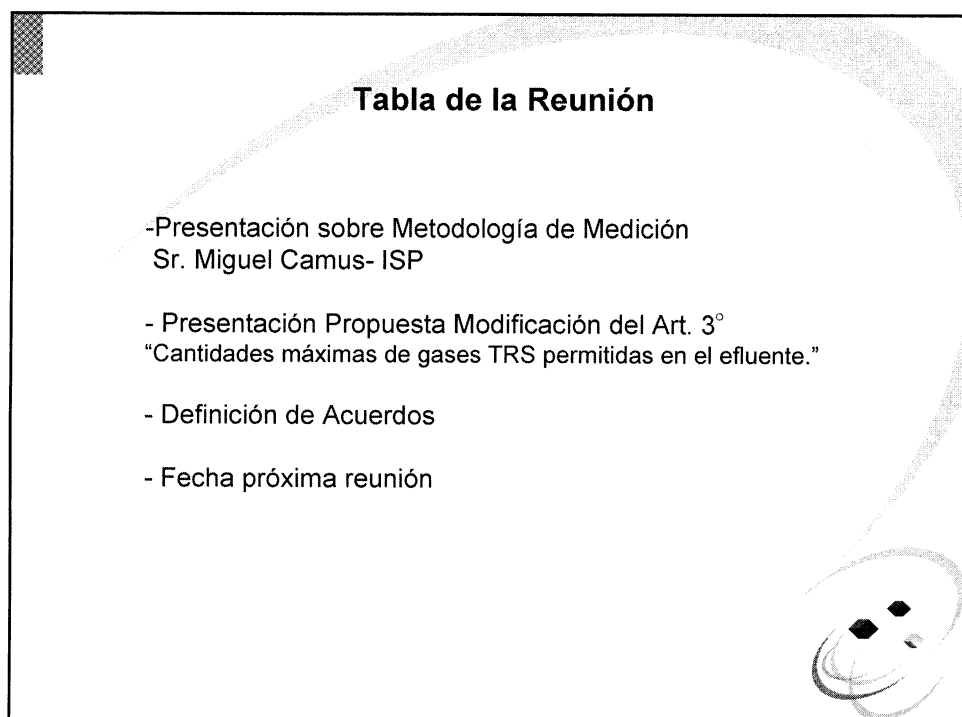 Tabla de la Reunión
-Presentación sobre Metodología de Medición
Sr. Miguel Camus- ISP
- Presentación Propuesta Modificación del Art. 3°
“Cantidades máximas de gases TRS permitidas en el efluente.”
- Definición de Acuerdos
- Fecha próxima reunión